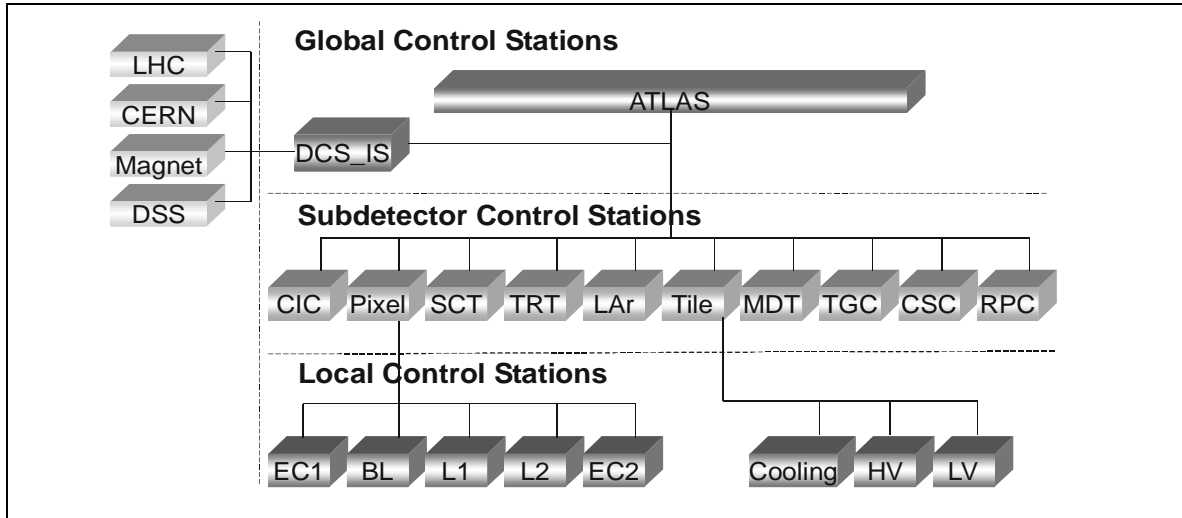 Global Control Stations
LHC
CERN
Magnet
DSS
ATLAS
DCS_IS
Subdetector Control Stations
CIC Pixel SCT TRT LAr Tile MDT TGC CSC RPC
Local Control Stations
EC1 BL L1 L2 EC2 Cooling HV LV